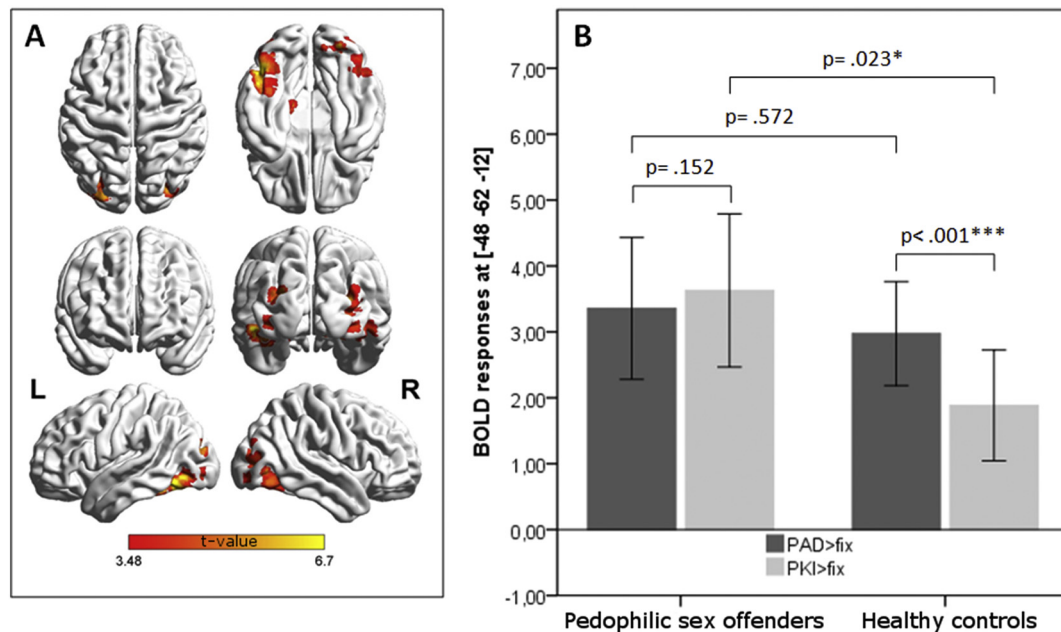 A
L
R
t-value
3.48
6.7
B
BOLD responses at [-48 -62 -12]
7,00
6,00
5,00
4,00
3,00
2,00
1,00
0,00
-1,00
p= .023*
p= .572
p= .152
p< .001***
PAD>fix
PKI>fix
Pedophilic sex offenders
Healthy controls